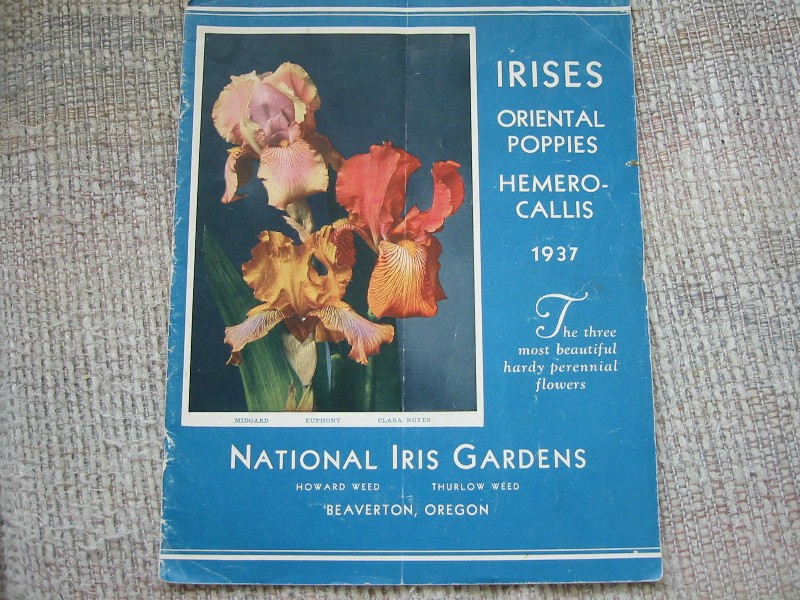 IRISES
ORIENTAL
POPPIES
HEMERO-
CALLIS
1937
The three
most beautiful
hardy perennial
flowers
MIDGARD EUPHONY CLARA NOYES
NATIONAL IRIS GARDENS
HOWARD WEED THURLOW WEED
BEAVERTON, OREGON